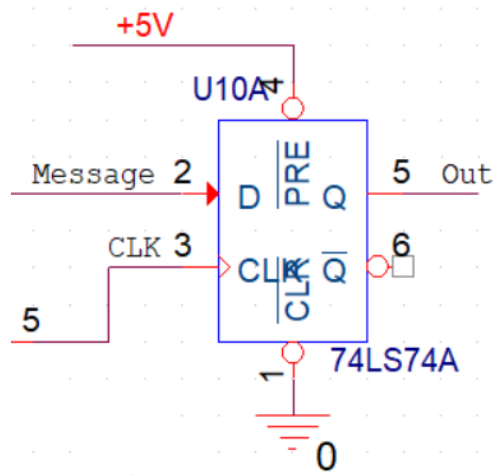 +5V
U10A
4
Message 2
D
PRE
Q
5
Out
CLK 3
CLK
Q
6
CLR
5
1
74LS74A
0